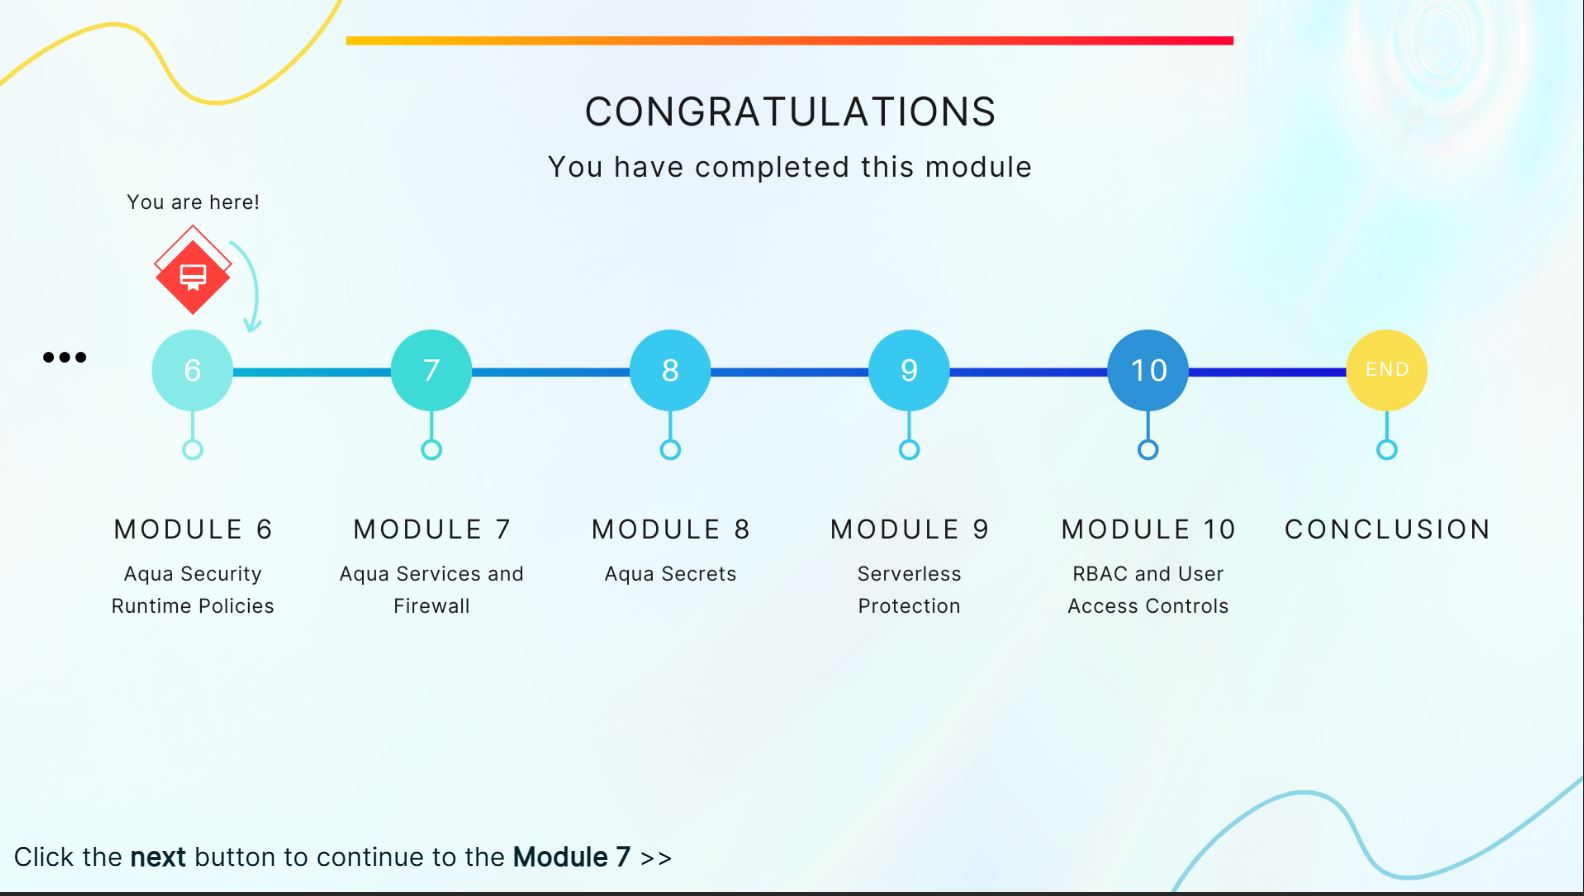 CONGRATULATIONS
You have completed this module
You are here!
•••
6
7
8
9
10
END
MODULE 6
Aqua Security
Runtime Policies
MODULE 7
Aqua Services and
Firewall
MODULE 8
Aqua Secrets
MODULE 9
Serverless
Protection
MODULE 10
RBAC and User
Access Controls
CONCLUSION
Click the next button to continue to the Module 7 >>